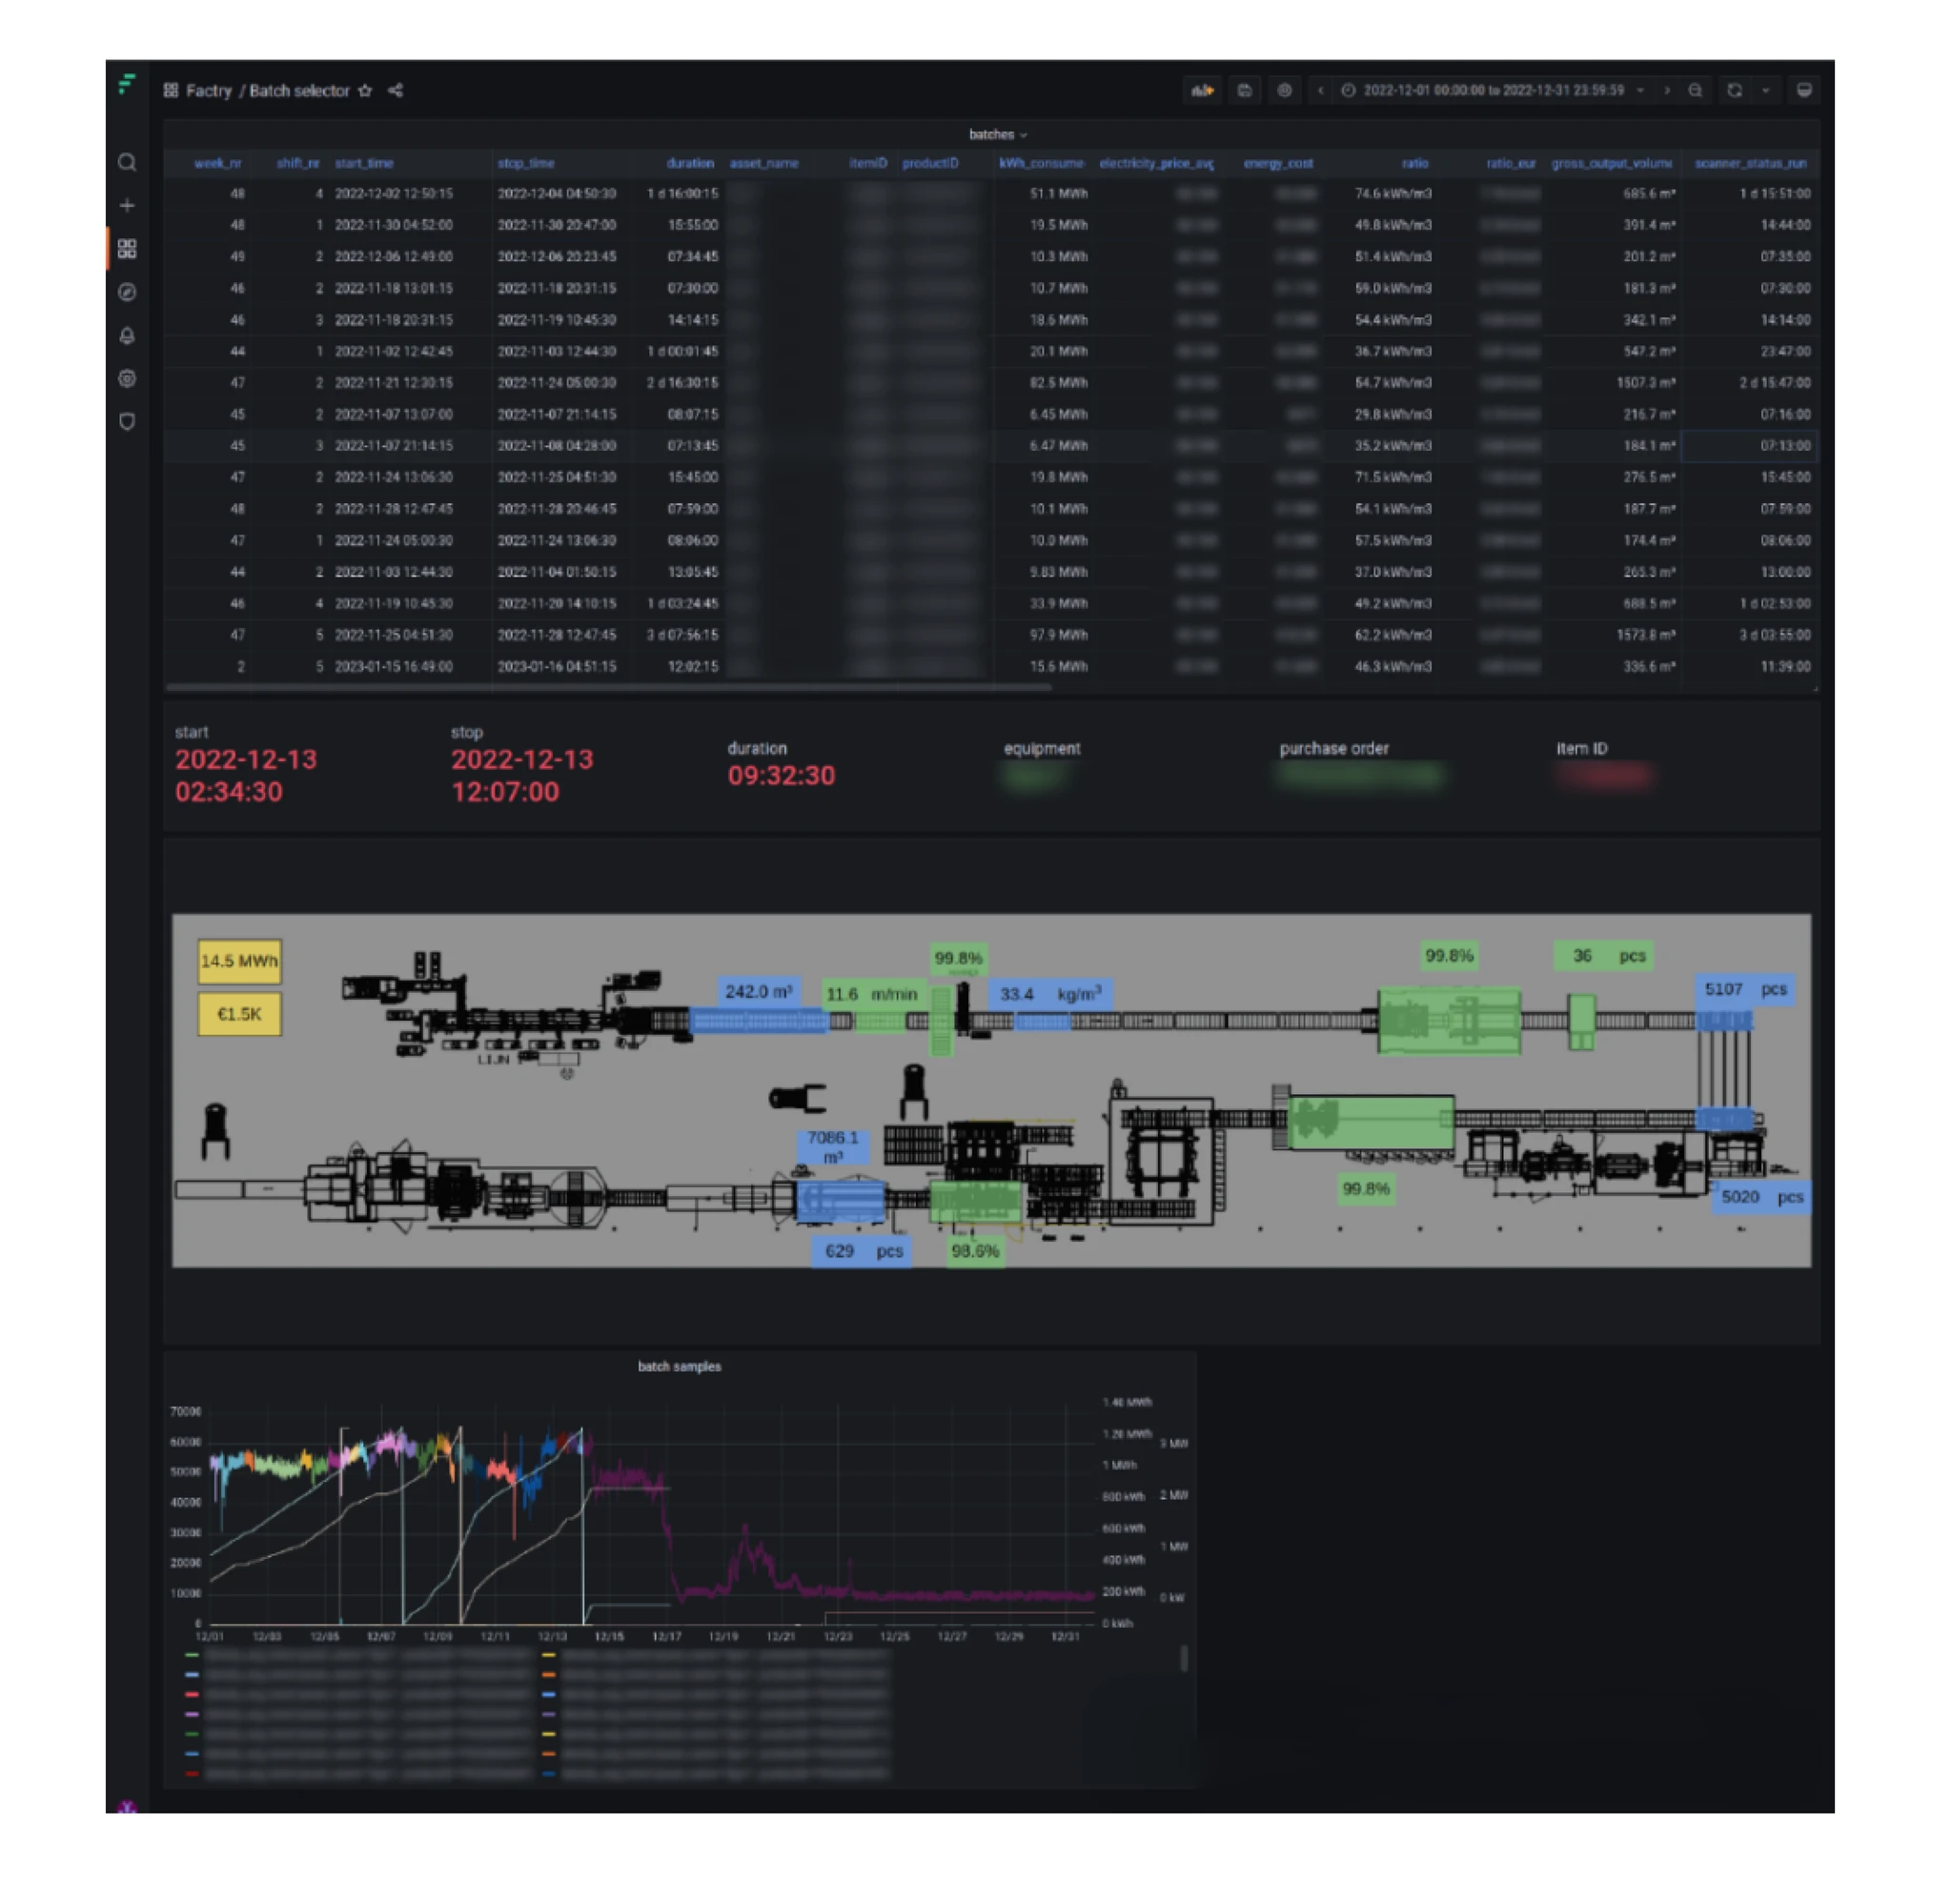 Factry / Batch selector
2022-12-01 00:00:00 to 2022-12-31 23:59:59
batches
week_nr shift_nr start_time stop_time duration asset_name itemID productID kWh_consume electricity_price_avg energy_cost ratio ratio_eur gross_output_volume scanner_status_run
48 4 2022-12-02 12:50:15 2022-12-04 04:50:30 1 d 16:00:15 51.1 MWh 74.6 kWh/m3 685.6 m³ 1 d 15:51:00
48 1 2022-11-30 04:52:00 2022-11-30 20:47:00 15:55:00 19.5 MWh 49.8 kWh/m3 391.4 m³ 14:44:00
49 2 2022-12-06 12:49:00 2022-12-06 20:23:45 07:34:45 10.3 MWh 51.4 kWh/m3 201.2 m³ 07:35:00
46 2 2022-11-18 13:01:15 2022-11-18 20:31:15 07:30:00 10.7 MWh 59.0 kWh/m3 181.3 m³ 07:30:00
46 3 2022-11-18 20:31:15 2022-11-19 10:45:30 14:14:15 18.6 MWh 54.4 kWh/m3 342.1 m³ 14:14:00
44 1 2022-11-02 12:42:45 2022-11-03 12:44:30 1 d 00:01:45 20.1 MWh 36.7 kWh/m3 547.2 m³ 23:47:00
47 2 2022-11-21 12:30:15 2022-11-24 05:00:30 2 d 16:30:15 82.5 MWh 54.7 kWh/m3 1507.3 m³ 2 d 15:47:00
45 2 2022-11-07 13:07:00 2022-11-07 21:14:15 08:07:15 6.45 MWh 29.8 kWh/m3 216.7 m³ 07:16:00
45 3 2022-11-07 21:14:15 2022-11-08 04:28:00 07:13:45 6.47 MWh 35.2 kWh/m3 184.1 m³ 07:13:00
47 2 2022-11-24 13:06:30 2022-11-25 04:51:30 15:45:00 19.8 MWh 71.5 kWh/m3 276.5 m³ 15:45:00
48 2 2022-11-28 12:47:45 2022-11-28 20:46:45 07:59:00 10.1 MWh 54.1 kWh/m3 187.7 m³ 07:59:00
47 1 2022-11-24 05:00:30 2022-11-24 13:06:30 08:06:00 10.0 MWh 57.5 kWh/m3 174.4 m³ 08:06:00
44 2 2022-11-03 12:44:30 2022-11-04 01:50:15 13:05:45 9.83 MWh 37.0 kWh/m3 265.3 m³ 13:00:00
46 4 2022-11-19 10:45:30 2022-11-20 14:10:15 1 d 03:24:45 33.9 MWh 49.2 kWh/m3 688.5 m³ 1 d 02:53:00
47 5 2022-11-25 04:51:30 2022-11-28 12:47:45 3 d 07:56:15 97.9 MWh 62.2 kWh/m3 1573.8 m³ 3 d 03:55:00
2 5 2023-01-15 16:49:00 2023-01-16 04:51:15 12:02:15 15.6 MWh 46.3 kWh/m3 336.6 m³ 11:39:00
start stop duration equipment purchase order item ID
2022-12-13 2022-12-13 09:32:30
02:34:30 12:07:00
14.5 MWh 99.8% 99.8% 36 pcs
€1.5K 242.0 m³ 11.6 m/min 33.4 kg/m³ 5107 pcs
LIJN
7086.1
m³
99.8% 5020 pcs
629 pcs 98.6%
batch samples
70000 1.40 MWh
60000 1.20 MWh 3 MW
50000 1 MWh
40000 800 kWh 2 MW
30000 600 kWh 1 MW
20000 400 kWh
10000 200 kWh 0 kW
0 0 kWh
12/01 12/03 12/05 12/07 12/09 12/11 12/13 12/15 12/17 12/19 12/21 12/23 12/25 12/27 12/29 12/31